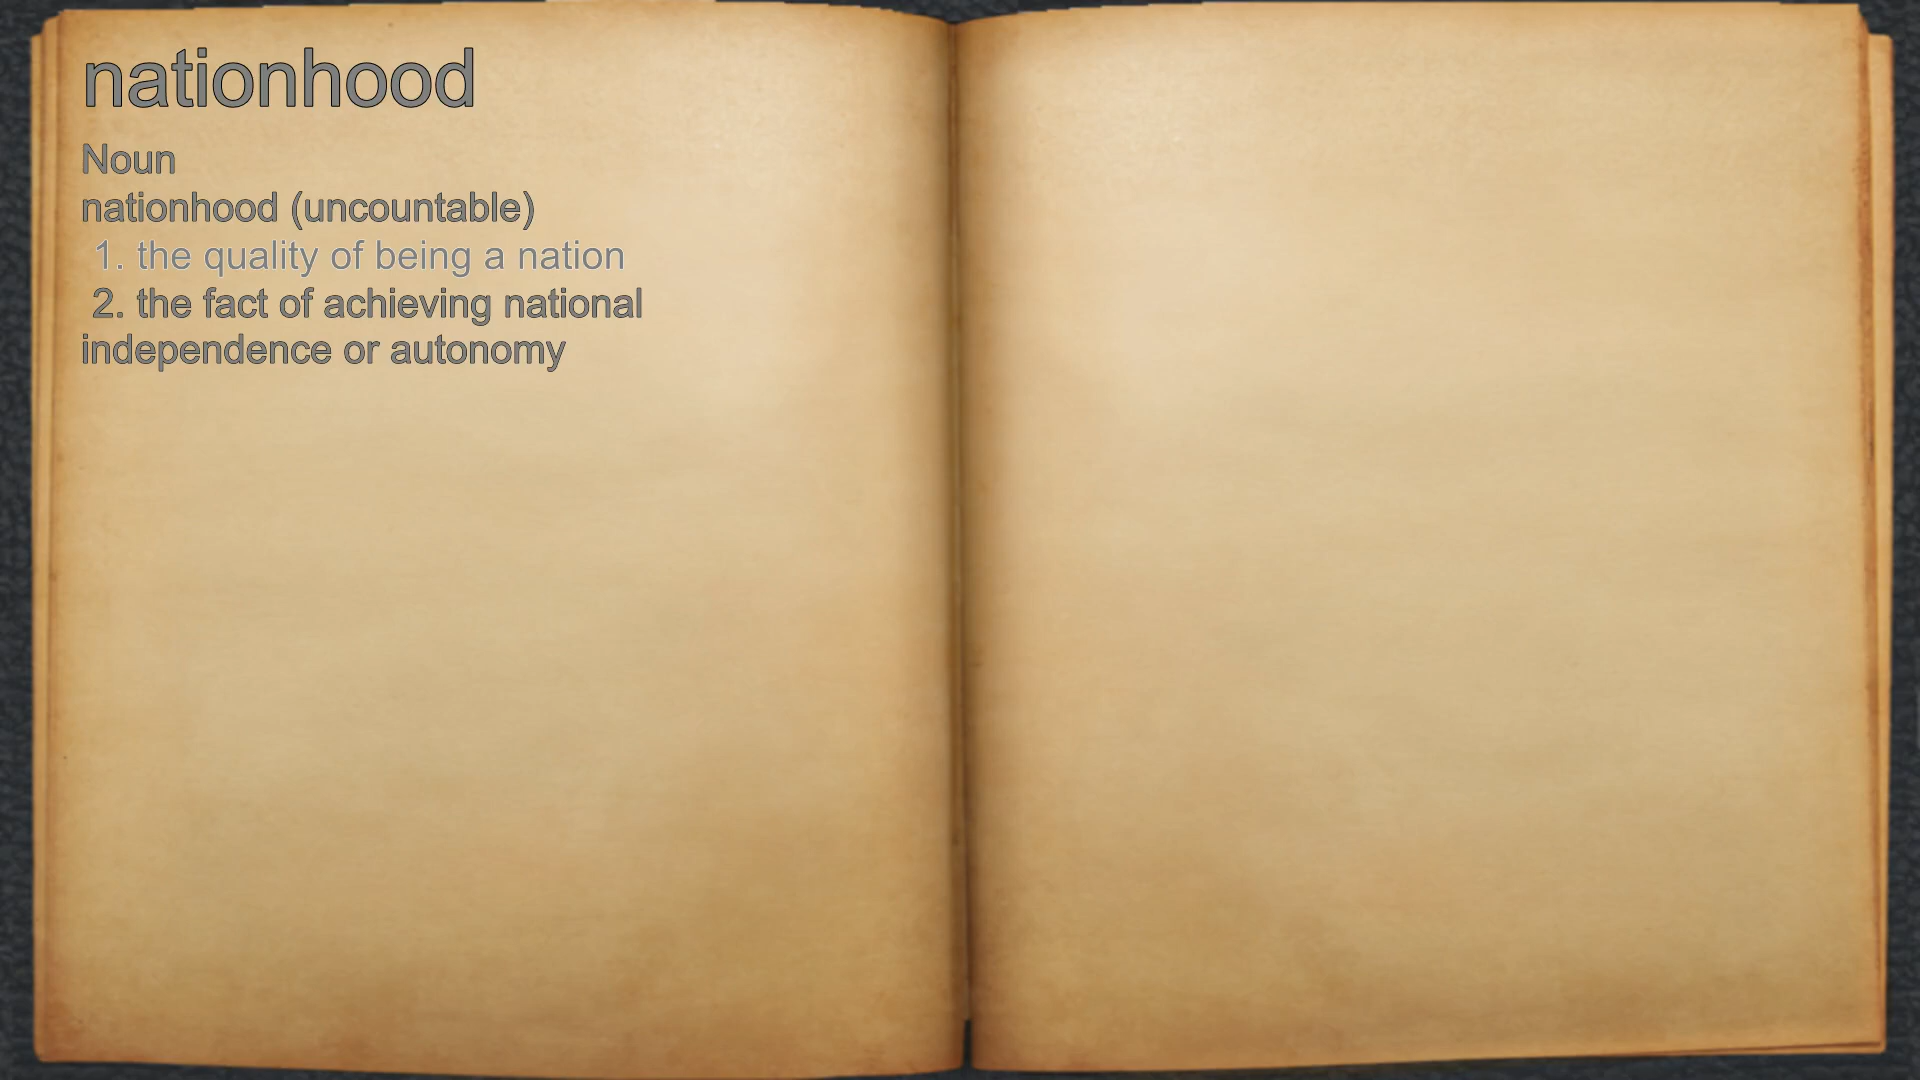 nationhood
Noun
nationhood (uncountable)
1. the quality of being a nation
2. the fact of achieving national
independence or autonomy